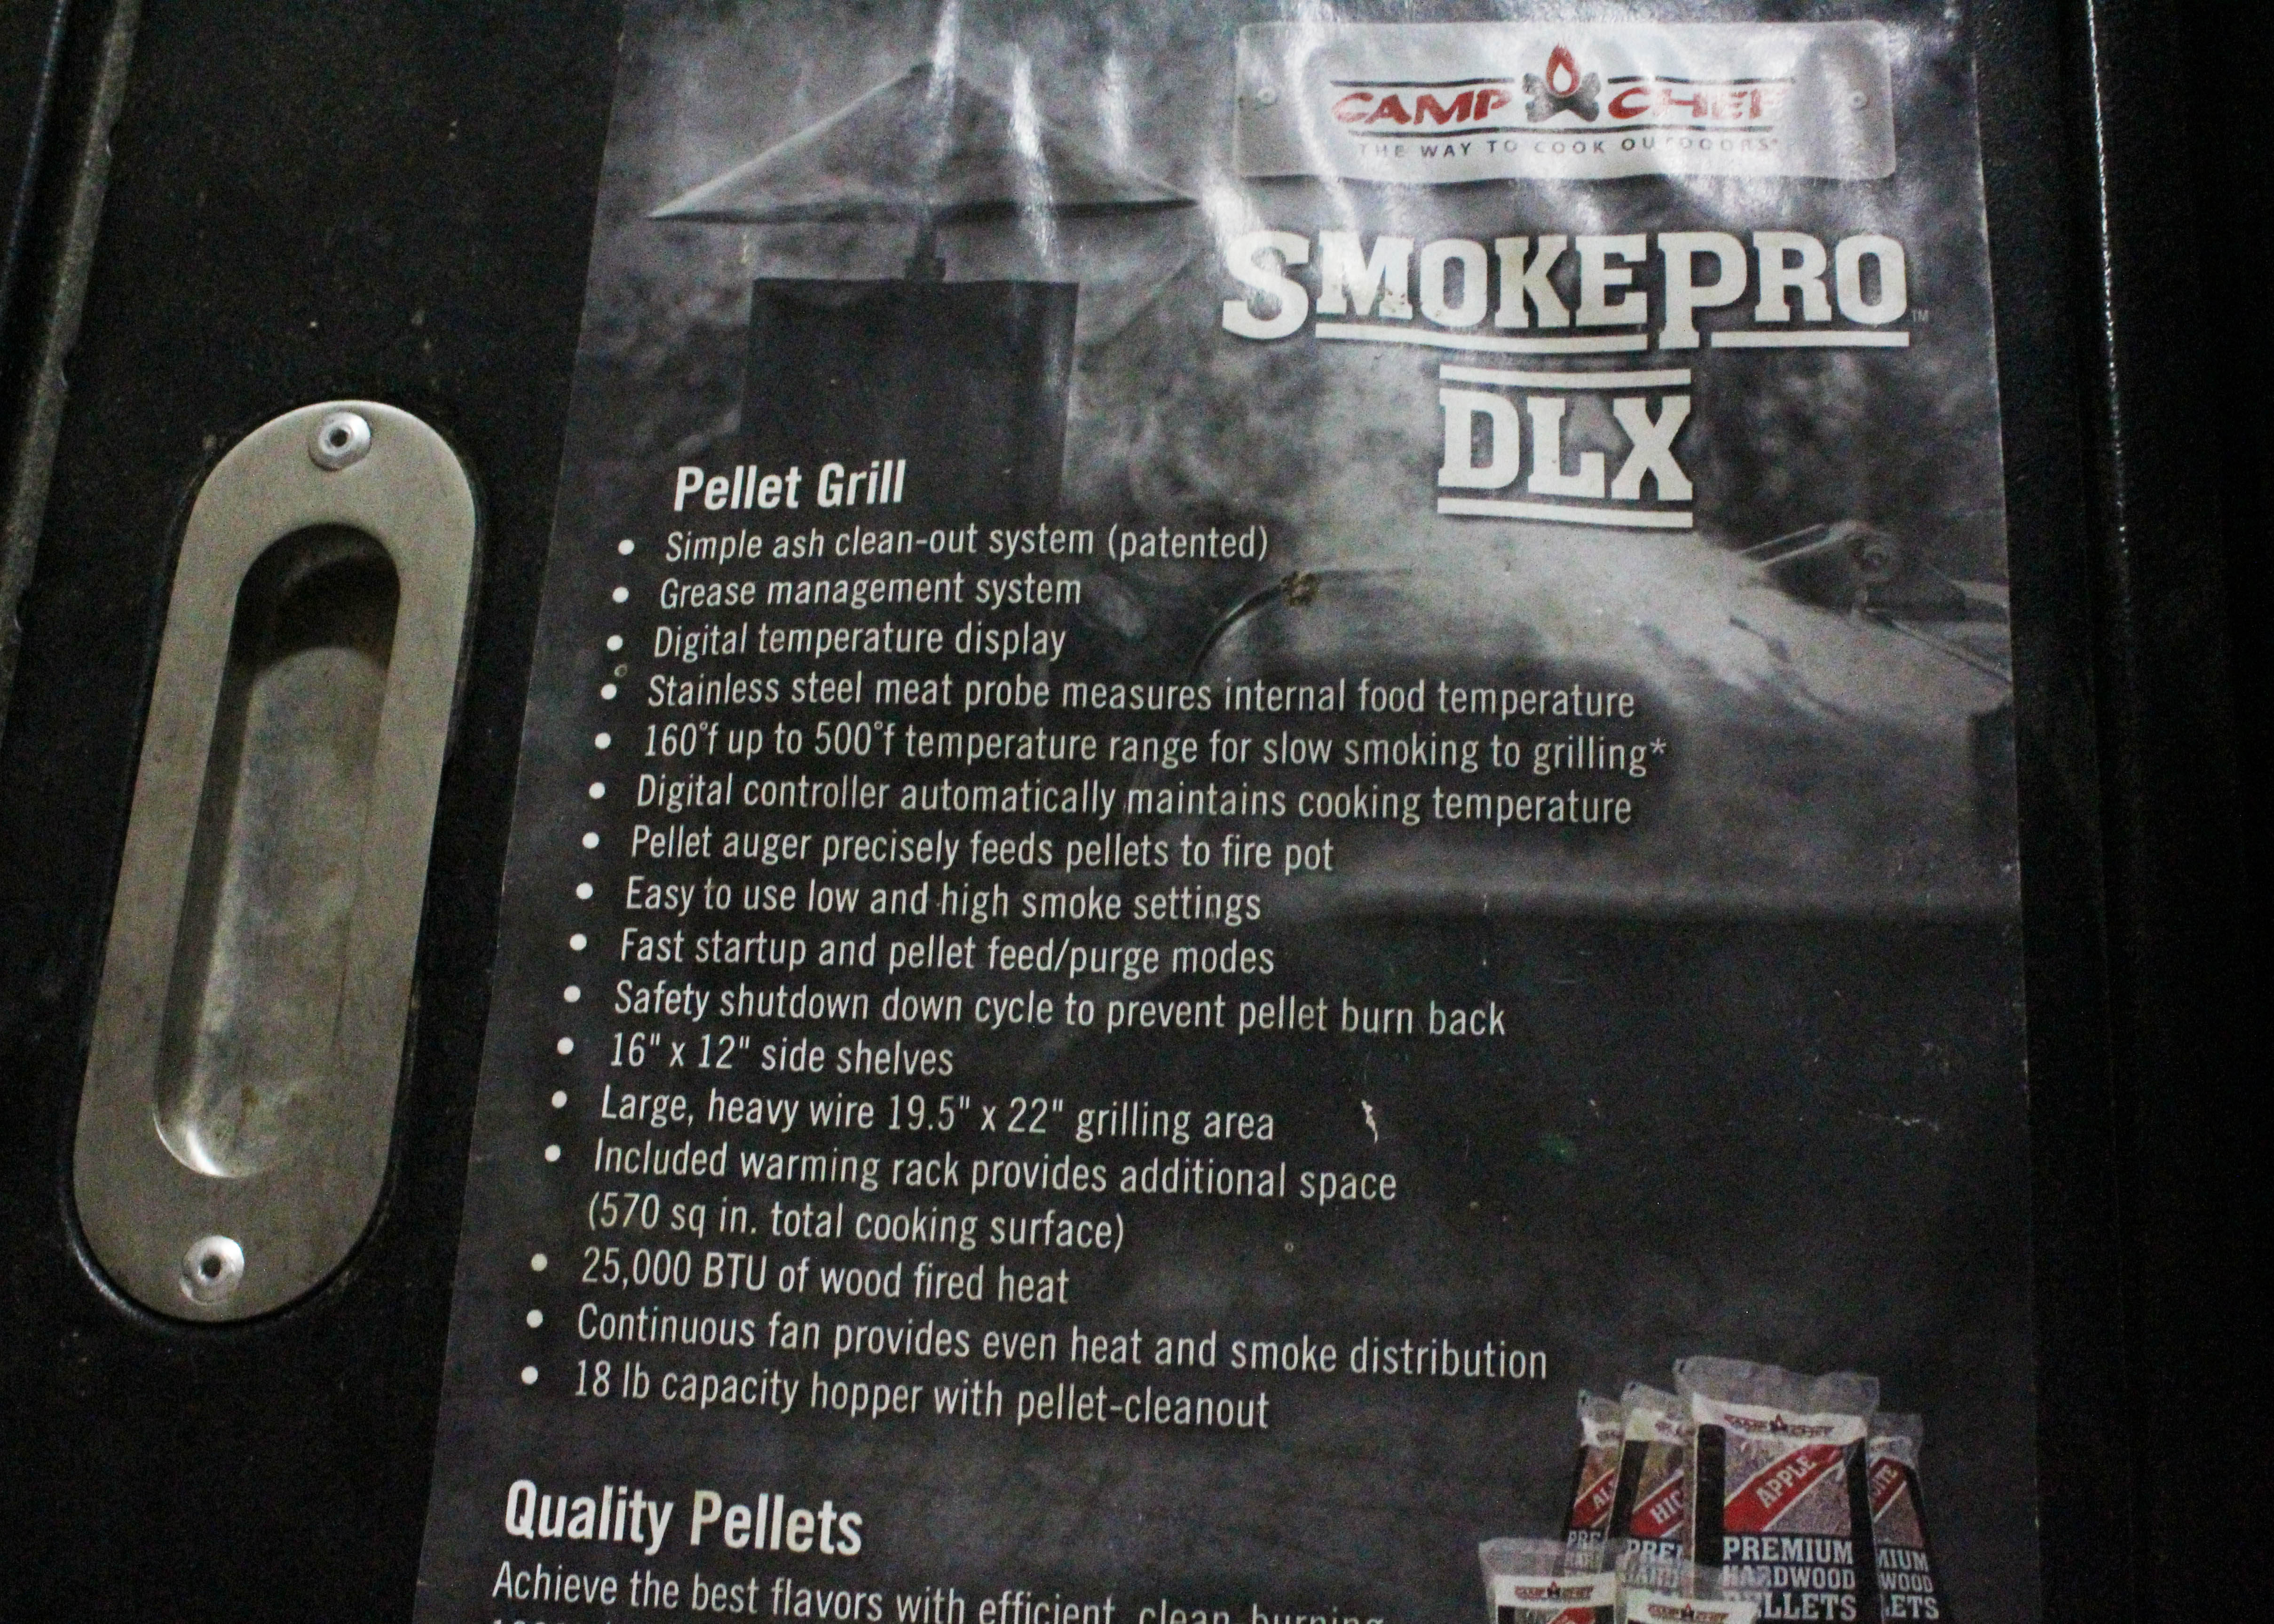 CAMP CHEF
THE WAY TO COOK OUTDOORS®
SMOKEPRO™
DLX
Pellet Grill
• Simple ash clean-out system (patented)
• Grease management system
• Digital temperature display
• Stainless steel meat probe measures internal food temperature
• 160°f up to 500°f temperature range for slow smoking to grilling*
• Digital controller automatically maintains cooking temperature
• Pellet auger precisely feeds pellets to fire pot
• Easy to use low and high smoke settings
• Fast startup and pellet feed/purge modes
• Safety shutdown down cycle to prevent pellet burn back
• 16" x 12" side shelves
• Large, heavy wire 19.5" x 22" grilling area
• Included warming rack provides additional space
(570 sq in. total cooking surface)
• 25,000 BTU of wood fired heat
• Continuous fan provides even heat and smoke distribution
• 18 lb capacity hopper with pellet-cleanout
Quality Pellets
Achieve the best flavors with efficient, clean burning
CAMP CHEF
APPLE
PREMIUM
HARDWOOD
PELLETS